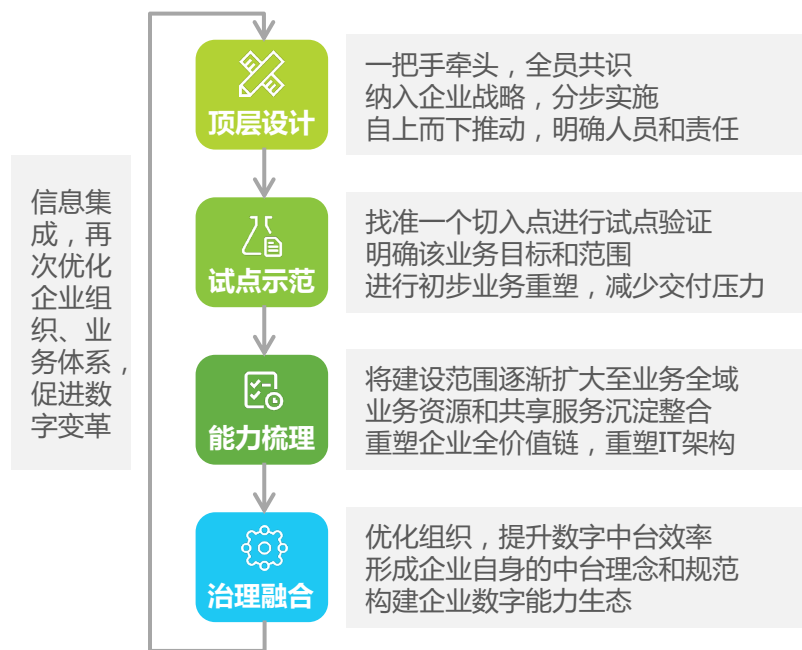 顶层设计
一把手牵头，全员共识
纳入企业战略，分步实施
自上而下推动，明确人员和责任
信息集
成，再
次优化
企业组
织、业
务体系，
促进数
字变革
试点示范
找准一个切入点进行试点验证
明确该业务目标和范围
进行初步业务重塑，减少交付压力
能力梳理
将建设范围逐渐扩大至业务全域
业务资源和共享服务沉淀整合
重塑企业全价值链，重塑IT架构
治理融合
优化组织，提升数字中台效率
形成企业自身的中台理念和规范
构建企业数字能力生态